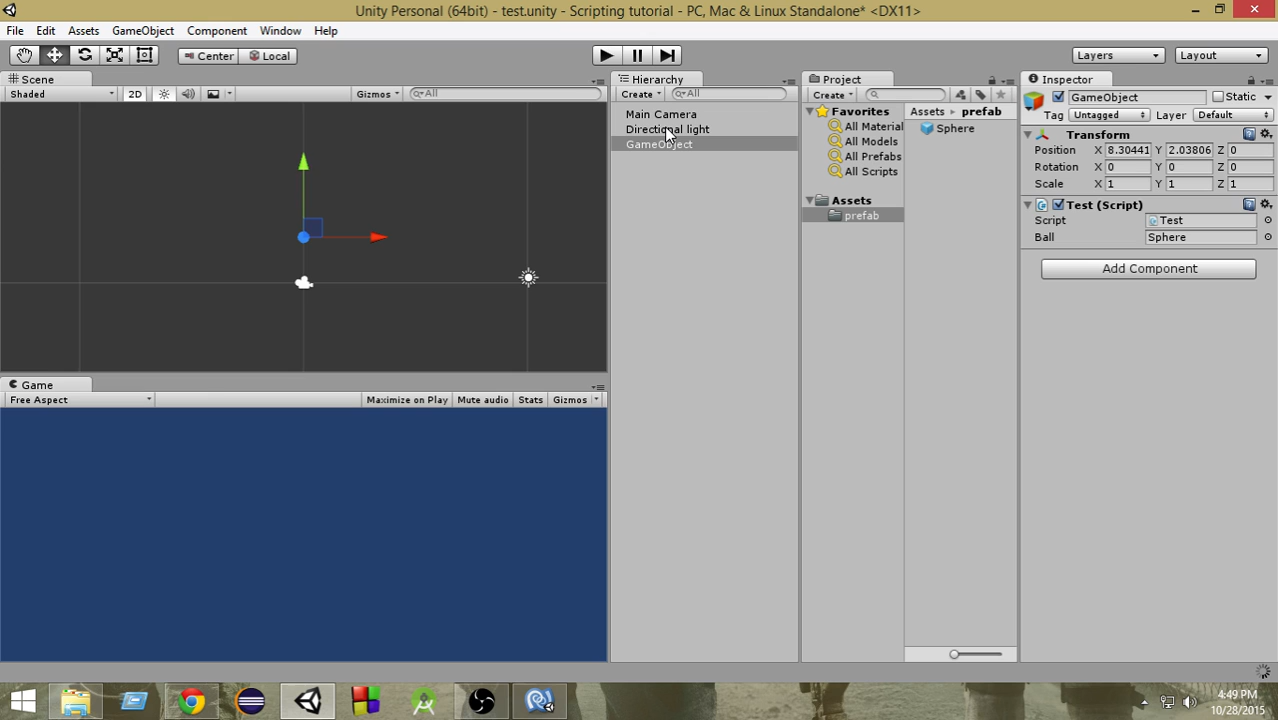 Unity Personal (64bit) - test.unity - Scripting tutorial - PC, Mac & Linux Standalone* <DX11>
File Edit Assets GameObject Component Window Help
Center Local Layers Layout
Scene
Shaded 2D Gizmos All
Hierarchy
Create All
Main Camera
Directional light
GameObject
Project
Create
Favorites
All Material
All Models
All Prefabs
All Scripts
Assets
prefab
Assets prefab
Sphere
Inspector
GameObject Static
Tag Untagged Layer Default
Transform
Position X 8.30441 Y 2.03806 Z 0
Rotation X 0 Y 0 Z 0
Scale X 1 Y 1 Z 1
Test (Script)
Script Test
Ball Sphere
Add Component
Game
Free Aspect Maximize on Play Mute audio Stats Gizmos
4:49 PM
10/28/2015